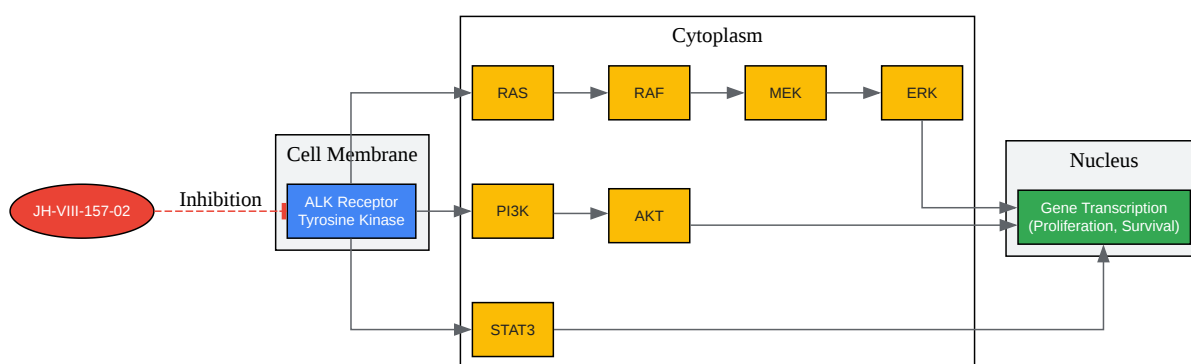 Cytoplasm
RAS
RAF
MEK
ERK
Cell Membrane
Nucleus
Inhibition
JH-VIII-157-02
ALK Receptor
Tyrosine Kinase
PI3K
AKT
Gene Transcription
(Proliferation, Survival)
STAT3